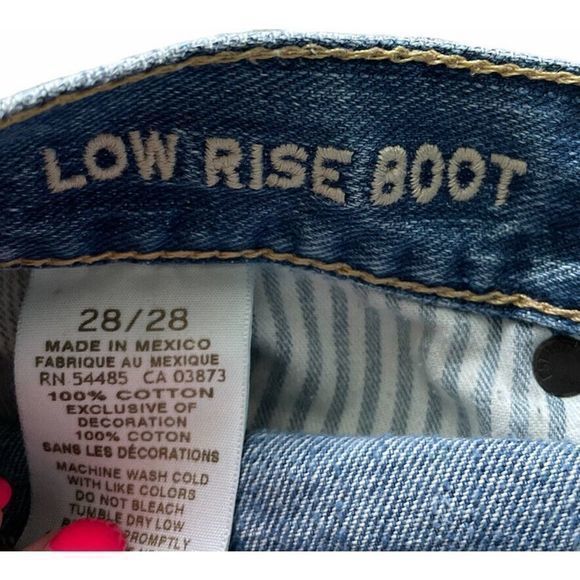 LOW RISE BOOT
28/28
MADE IN MEXICO
FABRIQUE AU MEXIQUE
RN 54485 CA 03873
100% COTTON
EXCLUSIVE OF
DECORATION
100% COTON
SANS LES DÉCORATIONS
MACHINE WASH COLD
WITH LIKE COLORS
DO NOT BLEACH
TUMBLE DRY LOW
PROMPTLY